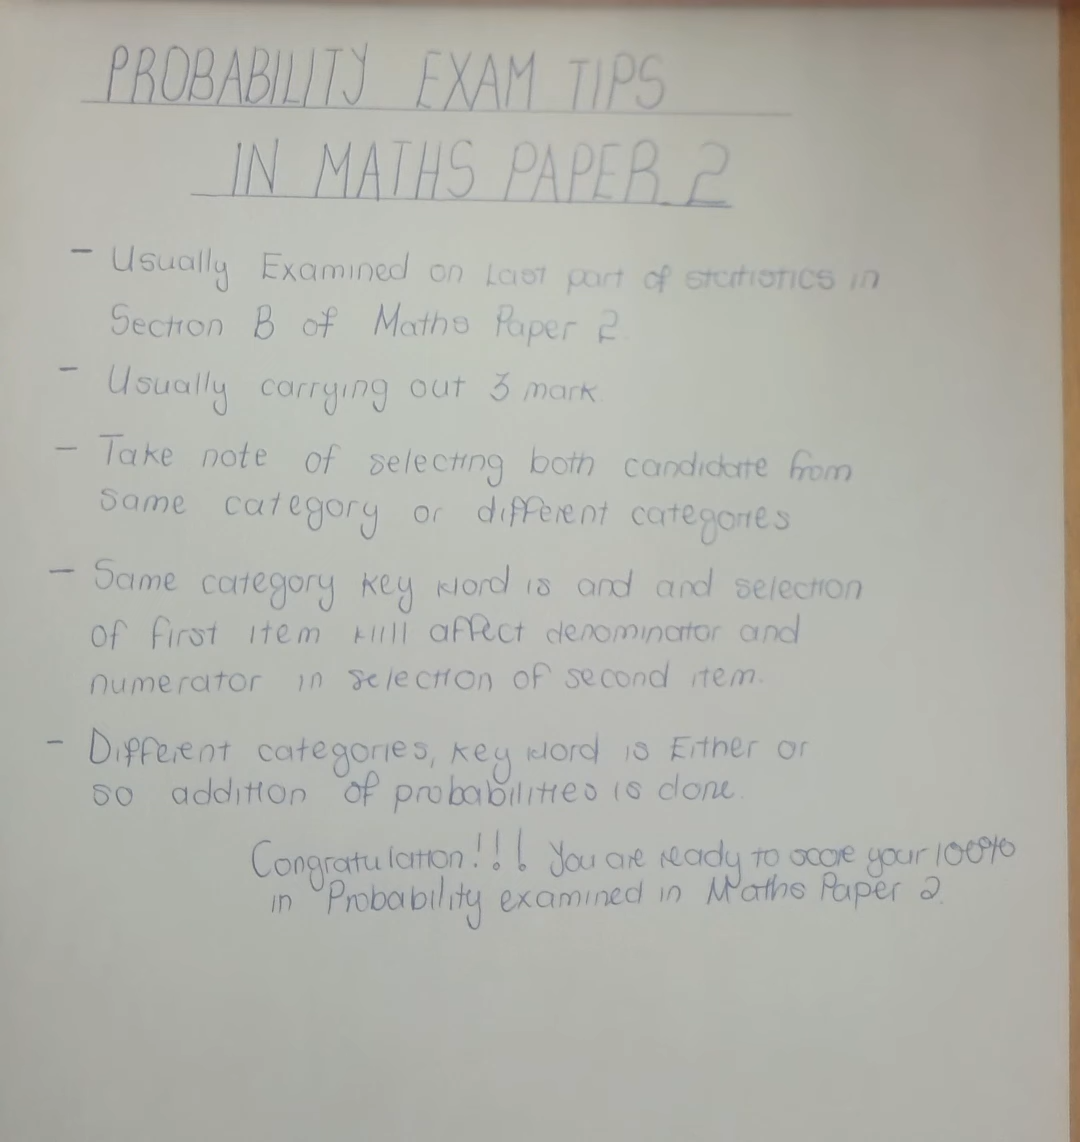 PROBABILITY EXAM TIPS
IN MATHS PAPER 2
- Usually Examined on Last part of statistics in
Section B of Maths Paper 2.
- Usually carrying out 3 mark.
- Take note of selecting both candidate from
same category or different categories
- Same category key word is and and selection
of first item will affect denominator and
numerator in selection of second item.
- Different categories, key word is Either or
so addition of probabilities is done.
Congratulation!!! You are ready to score your 100%
in Probability examined in Maths Paper 2.